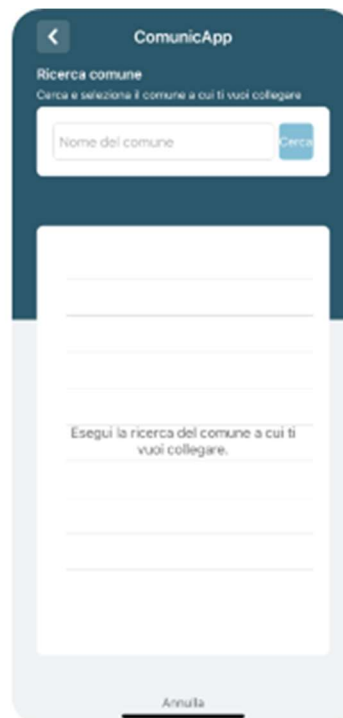 ComunicApp
Ricerca comune
Cerca e seleziona il comune a cui ti vuoi collegare
Nome del comune
Cerca
Esegui la ricerca del comune a cui ti
vuoi collegare.
Annulla